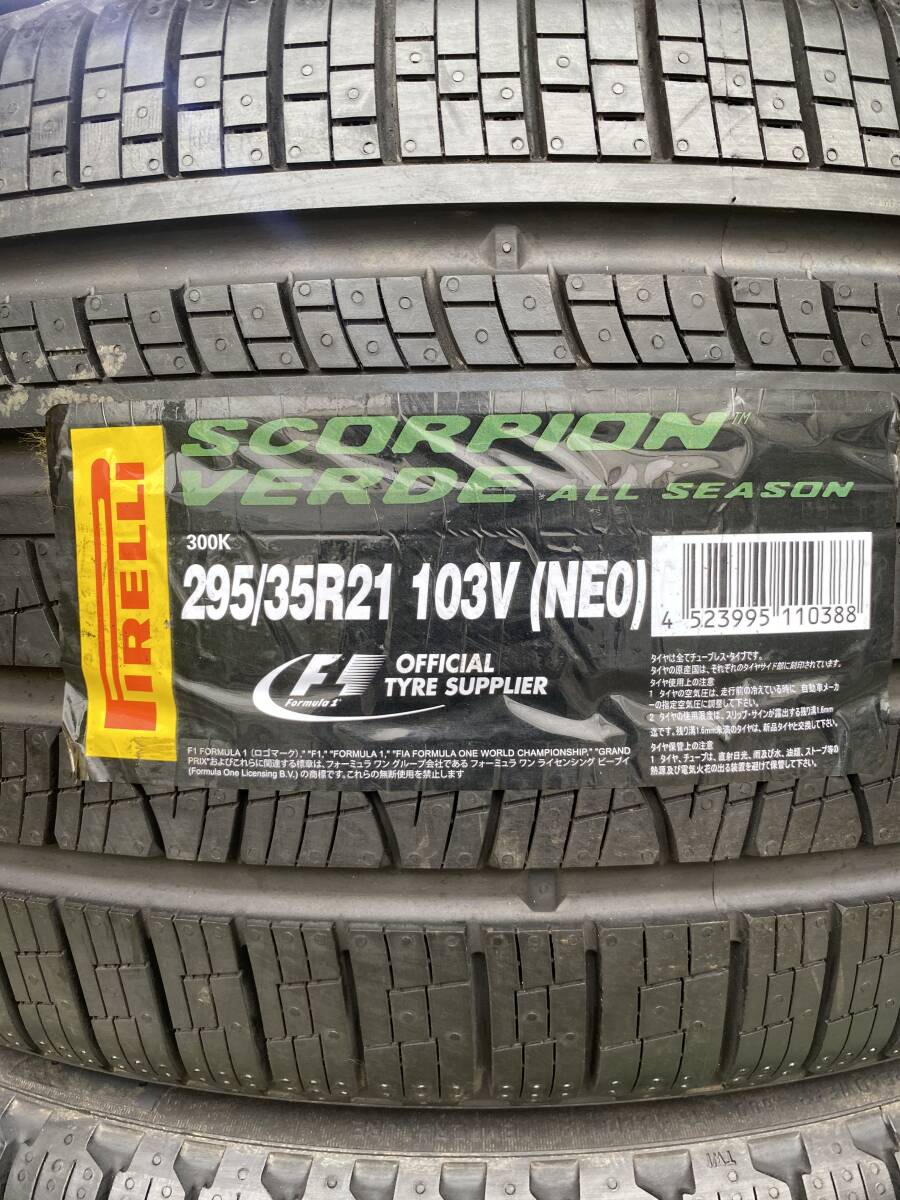 SCORPION™
VERDE ALL SEASON
PIRELLI
300K
295/35R21 103V (NE0)
4 523995 110388
F1
Formula 1®
OFFICIAL
TYRE SUPPLIER
タイヤは全てチューブレス・タイプです。
タイヤの原産国は、それぞれのタイヤサイド部に刻印されています。
タイヤ使用上の注意
1 タイヤの空気圧は、走行前の冷えている時に 自動車メーカ
ーの指定空気圧に調整して下さい。
2 タイヤの使用限度は、スリップ・サインが露出する残り溝1.6mm
迄です。残り溝1.6mm未満のタイヤは、新品タイヤと交換して下さい。
タイヤ保管上の注意
1 タイヤ、チューブは、直射日光、雨及び水、油類、ストーブ等の
熱源及び電気火花の出る装置を避けて保管して下さい。
F1 FORMULA 1 (ロゴマーク)," "F1," "FORMULA 1," "FIA FORMULA ONE WORLD CHAMPIONSHIP," "GRAND
PRIX"およびこれらに関連する標章は、フォーミュラ ワン グループ会社である フォーミュラ ワン ライセンシング ビーブイ
(Formula One Licensing B.V.) の商標です。これらの無断使用を禁止します
TWI